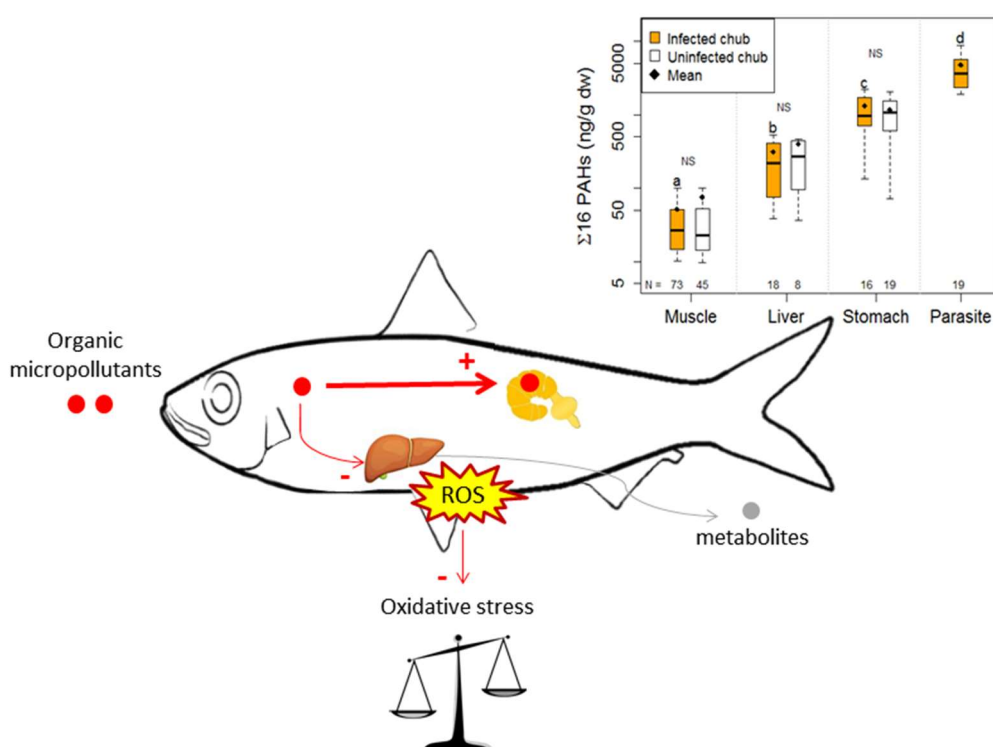 Infected chub
Uninfected chub
Mean
Σ16 PAHs (ng/g dw)
5000
500
50
5
a
NS
b
NS
c
NS
d
N = 73 45 18 8 16 19 19
Muscle Liver Stomach Parasite
Organic
micropollutants
+
-
ROS
metabolites
-
Oxidative stress